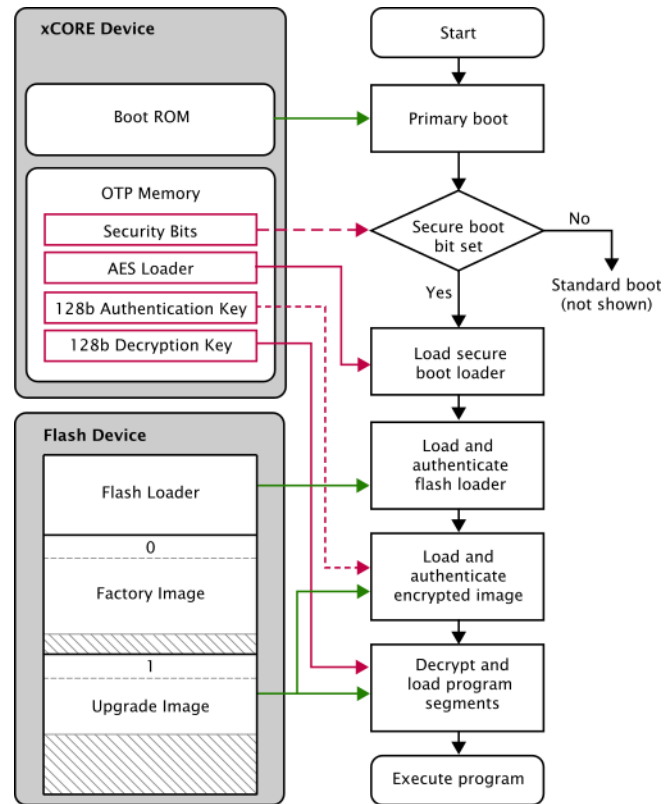 xCORE Device
Boot ROM
OTP Memory
Security Bits
AES Loader
128b Authentication Key
128b Decryption Key
Flash Device
Flash Loader
0
Factory Image
1
Upgrade Image
Start
Primary boot
Secure boot
bit set
No
Yes
Standard boot
(not shown)
Load secure
boot loader
Load and
authenticate
flash loader
Load and
authenticate
encrypted image
Decrypt and
load program
segments
Execute program